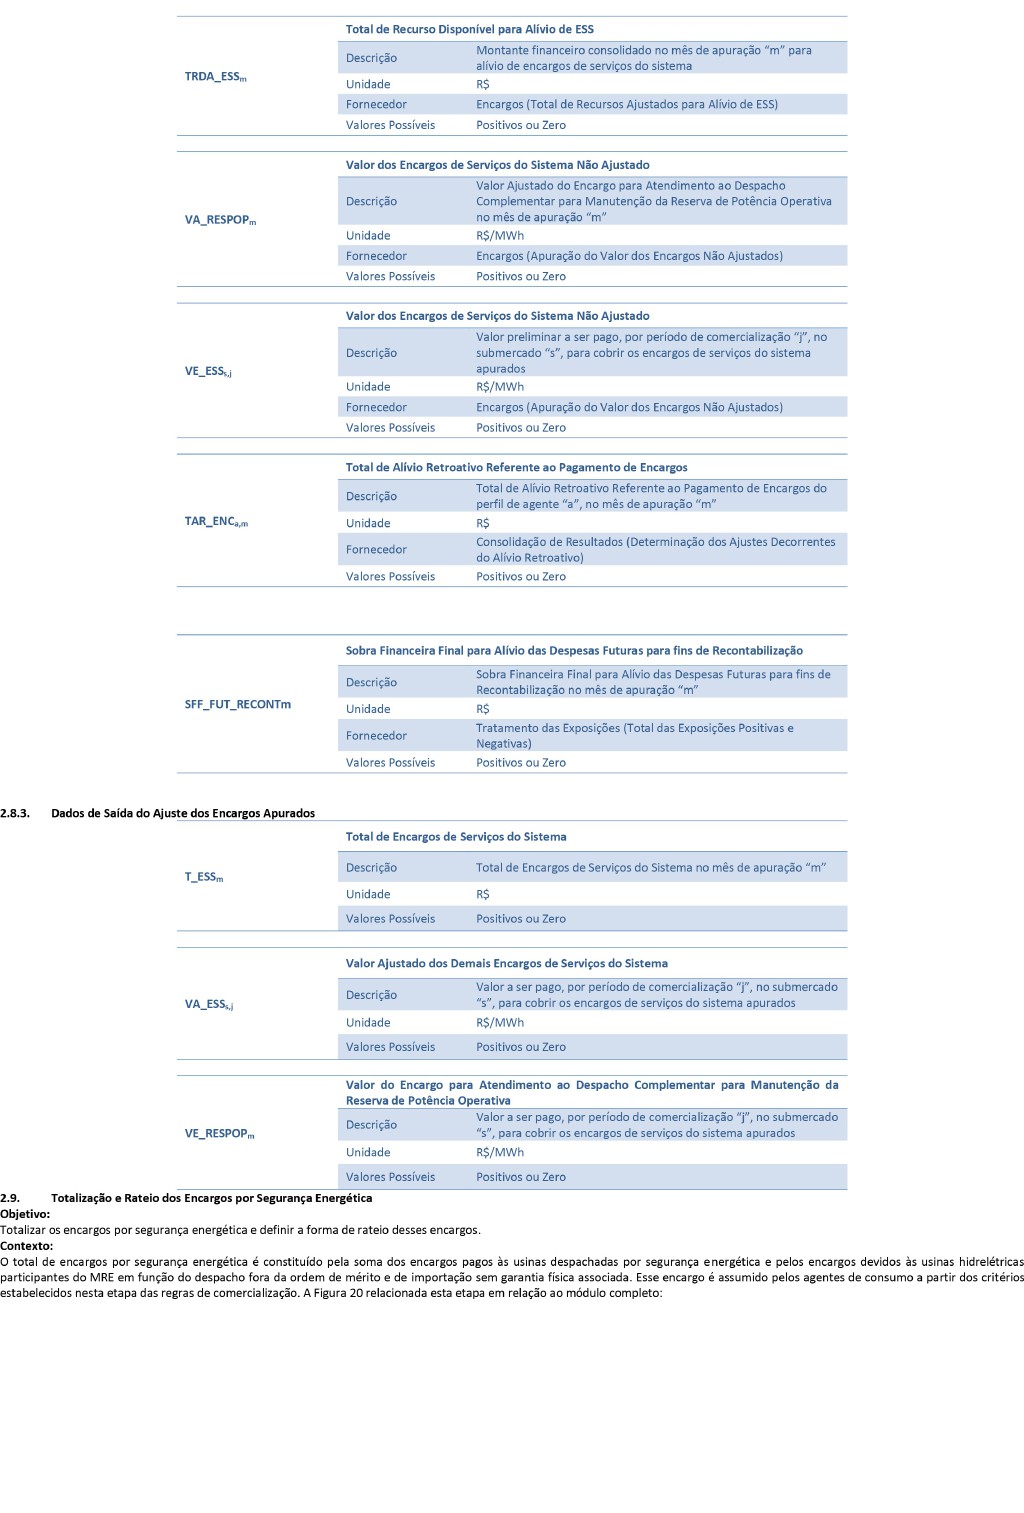 Total de Recurso Disponível para Alívio de ESS
TRDA_ESSm
Descrição
Montante financeiro consolidado no mês de apuração “m” para
alívio de encargos de serviços do sistema
Unidade R$
Fornecedor Encargos (Total de Recursos Ajustados para Alívio de ESS)
Valores Possíveis Positivos ou Zero
Valor dos Encargos de Serviços do Sistema Não Ajustado
VA_RESPOPm
Descrição
Valor Ajustado do Encargo para Atendimento ao Despacho
Complementar para Manutenção da Reserva de Potência Operativa
no mês de apuração “m”
Unidade R$/MWh
Fornecedor Encargos (Apuração do Valor dos Encargos Não Ajustados)
Valores Possíveis Positivos ou Zero
Valor dos Encargos de Serviços do Sistema Não Ajustado
VE_ESSs,j
Descrição
Valor preliminar a ser pago, por período de comercialização “j”, no
submercado “s”, para cobrir os encargos de serviços do sistema
apurados
Unidade R$/MWh
Fornecedor Encargos (Apuração do Valor dos Encargos Não Ajustados)
Valores Possíveis Positivos ou Zero
Total de Alívio Retroativo Referente ao Pagamento de Encargos
TAR_ENCa,m
Descrição
Total de Alívio Retroativo Referente ao Pagamento de Encargos do
perfil de agente “a”, no mês de apuração “m”
Unidade R$
Fornecedor
Consolidação de Resultados (Determinação dos Ajustes Decorrentes
do Alívio Retroativo)
Valores Possíveis Positivos ou Zero
Sobra Financeira Final para Alívio das Despesas Futuras para fins de Recontabilização
SFF_FUT_RECONTm
Descrição
Sobra Financeira Final para Alívio das Despesas Futuras para fins de
Recontabilização no mês de apuração “m”
Unidade R$
Fornecedor
Tratamento das Exposições (Total das Exposições Positivas e
Negativas)
Valores Possíveis Positivos ou Zero
2.8.3. Dados de Saída do Ajuste dos Encargos Apurados
Total de Encargos de Serviços do Sistema
T_ESSm
Descrição Total de Encargos de Serviços do Sistema no mês de apuração “m”
Unidade R$
Valores Possíveis Positivos ou Zero
Valor Ajustado dos Demais Encargos de Serviços do Sistema
VA_ESSs,j
Descrição
Valor a ser pago, por período de comercialização “j”, no submercado
“s”, para cobrir os encargos de serviços do sistema apurados
Unidade R$/MWh
Valores Possíveis Positivos ou Zero
Valor do Encargo para Atendimento ao Despacho Complementar para Manutenção da
Reserva de Potência Operativa
VE_RESPOPm
Descrição
Valor a ser pago, por período de comercialização “j”, no submercado
“s”, para cobrir os encargos de serviços do sistema apurados
Unidade R$/MWh
Valores Possíveis Positivos ou Zero
2.9. Totalização e Rateio dos Encargos por Segurança Energética
Objetivo:
Totalizar os encargos por segurança energética e definir a forma de rateio desses encargos.
Contexto:
O total de encargos por segurança energética é constituído pela soma dos encargos pagos às usinas despachadas por segurança energética e pelos encargos devidos às usinas hidrelétricas
participantes do MRE em função do despacho fora da ordem de mérito e de importação sem garantia física associada. Esse encargo é assumido pelos agentes de consumo a partir dos critérios
estabelecidos nesta etapa das regras de comercialização. A Figura 20 relacionada esta etapa em relação ao módulo completo: